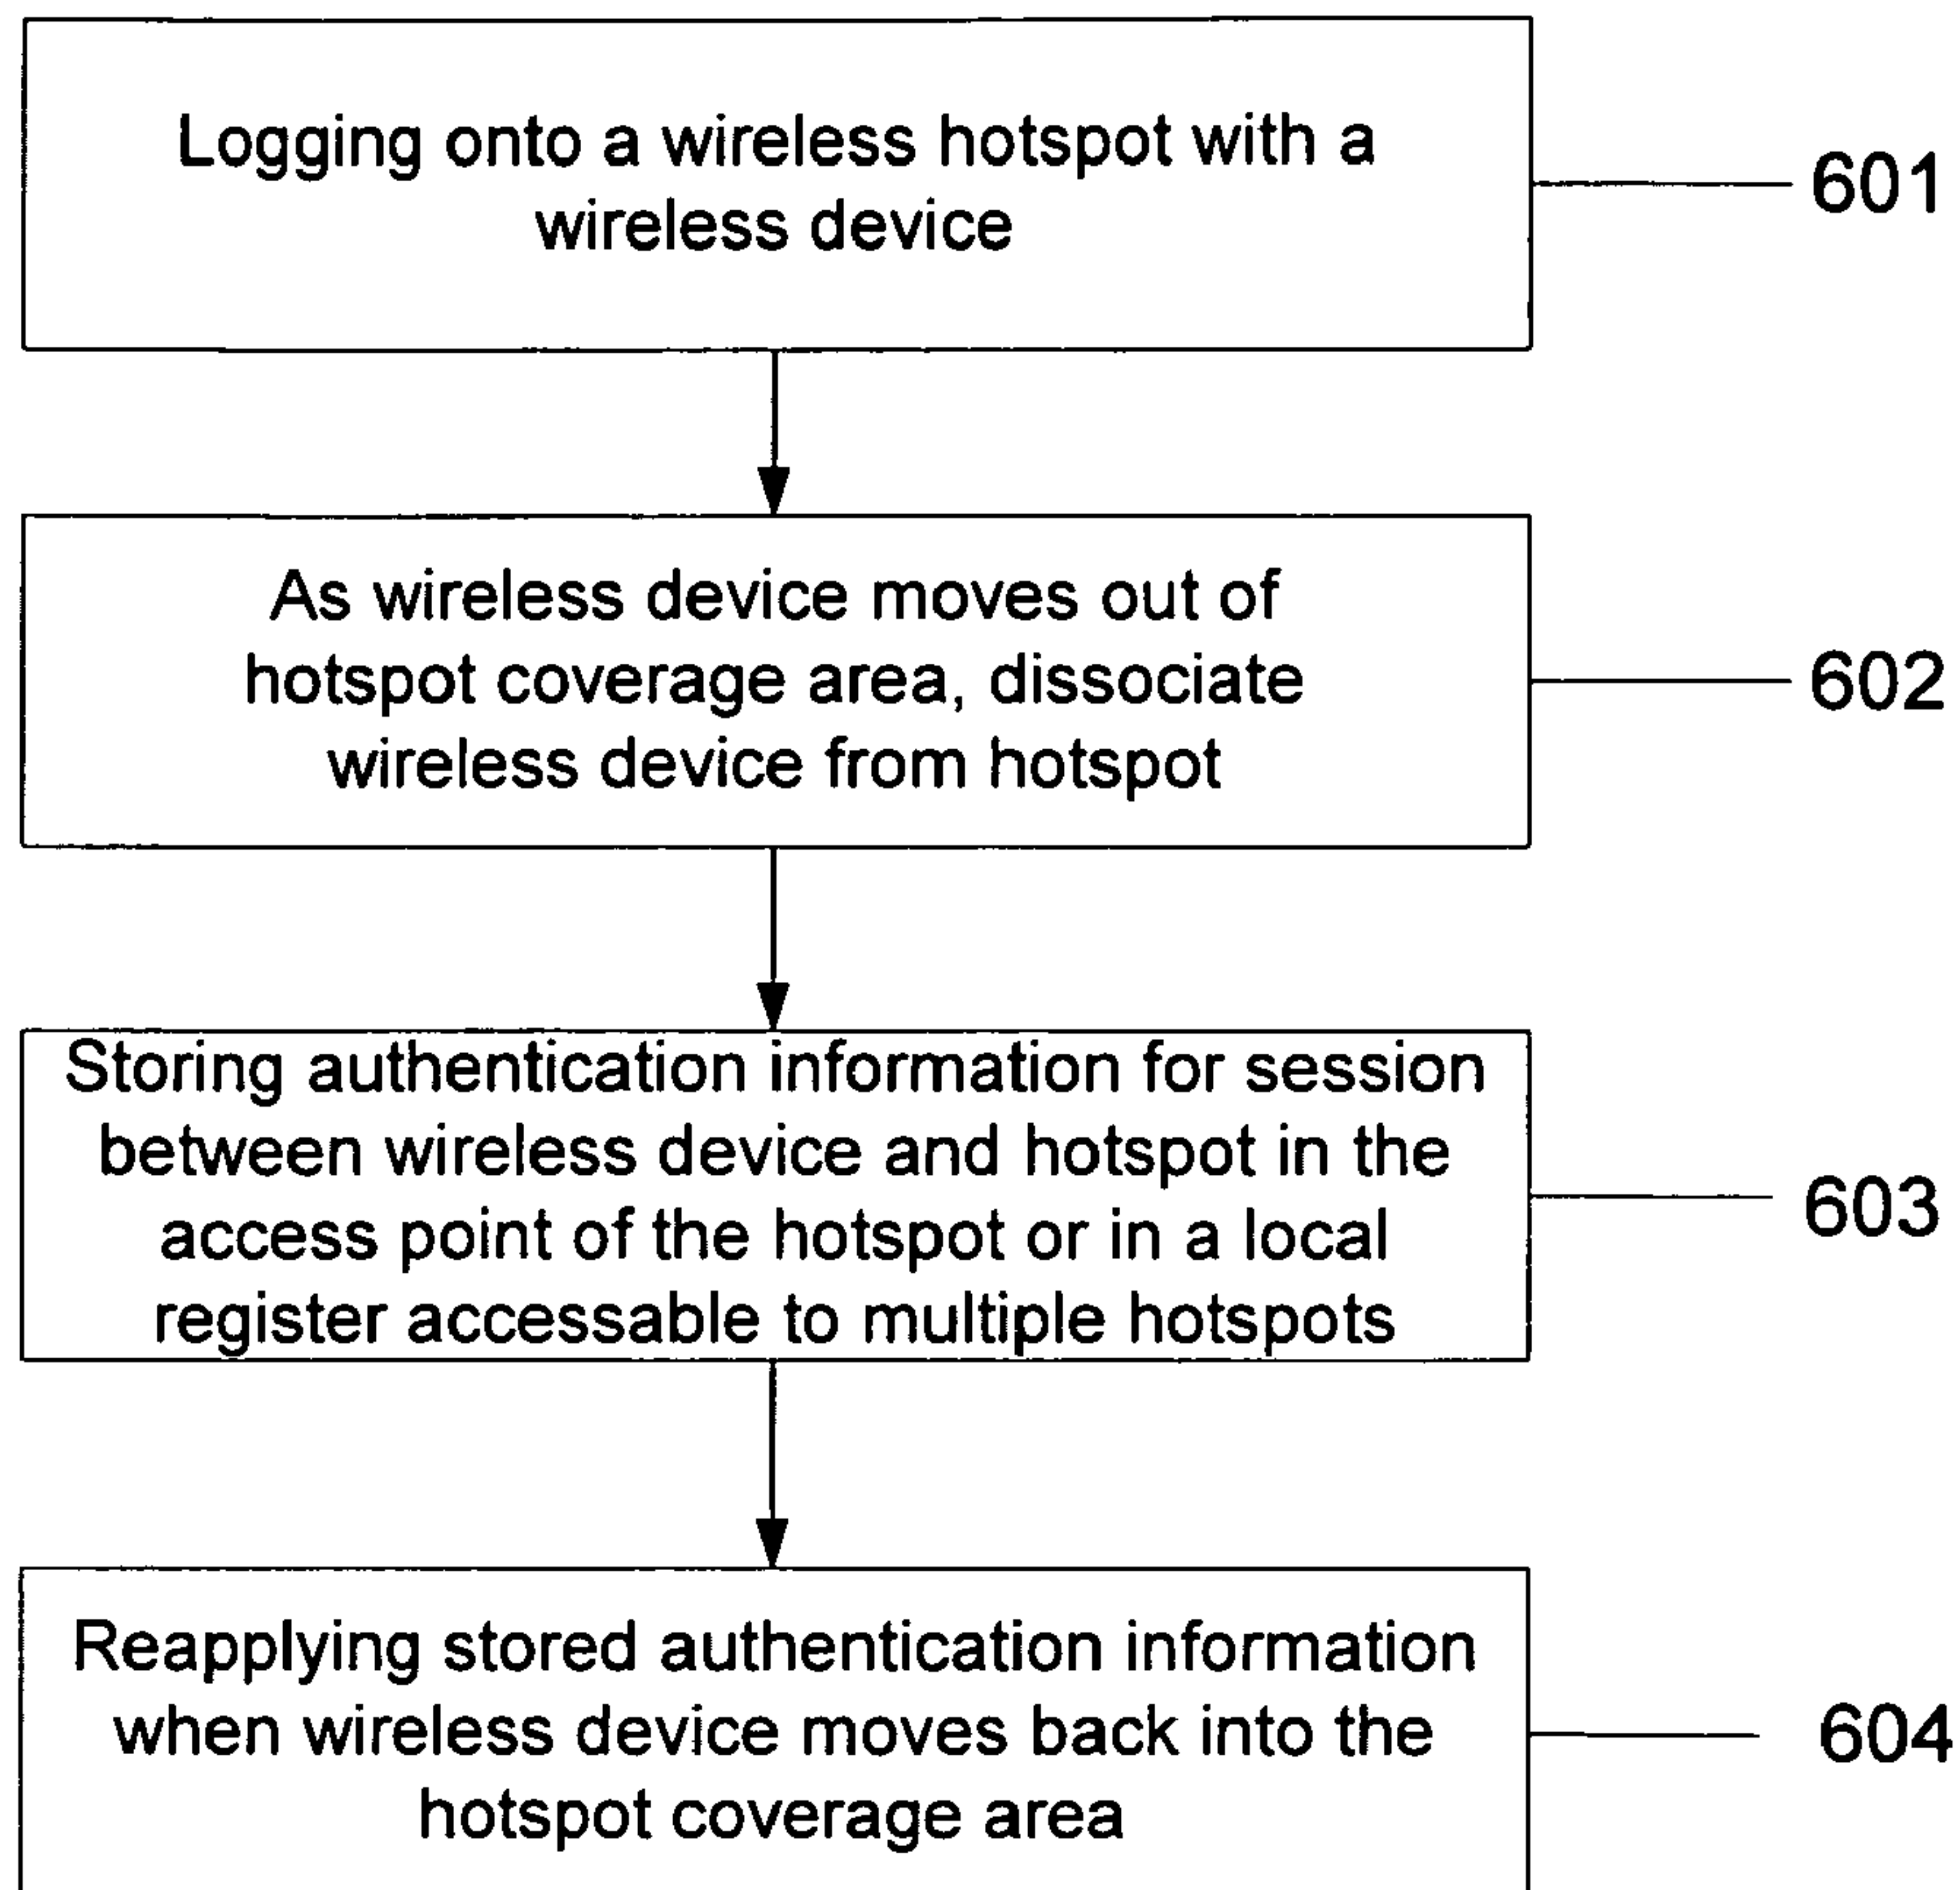 Logging onto a wireless hotspot with a
wireless device
601
As wireless device moves out of
hotspot coverage area, dissociate
wireless device from hotspot
602
Storing authentication information for session
between wireless device and hotspot in the
access point of the hotspot or in a local
register accessable to multiple hotspots
603
Reapplying stored authentication information
when wireless device moves back into the
hotspot coverage area
604